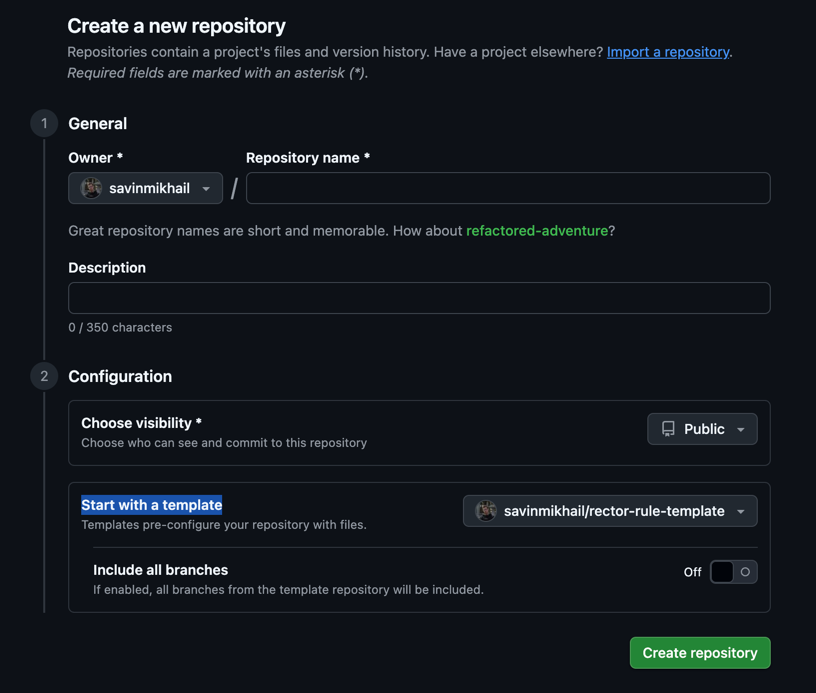 Create a new repository
Repositories contain a project's files and version history. Have a project elsewhere? Import a repository.
Required fields are marked with an asterisk (*).
1
General
Owner *
Repository name *
savinmikhail
/
Great repository names are short and memorable. How about refactored-adventure?
Description
0 / 350 characters
2
Configuration
Choose visibility *
Choose who can see and commit to this repository
Public
Start with a template
Templates pre-configure your repository with files.
savinmikhail/rector-rule-template
Include all branches
If enabled, all branches from the template repository will be included.
Off
Create repository